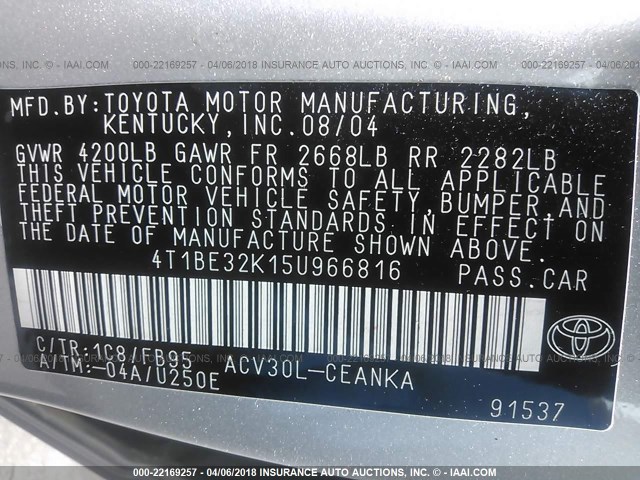 000-22169257 - 04/06/2018 - INSURANCE AUTO AUCTIONS, INC. - IAAI.COM
MFD.BY:TOYOTA MOTOR MANUFACTURING,
KENTUCKY,INC.08/04
GVWR 4200LB GAWR FR 2668LB RR 2282LB
THIS VEHICLE CONFORMS TO ALL APPLICABLE
FEDERAL MOTOR VEHICLE SAFETY,BUMPER,AND
THEFT PREVENTION STANDARDS IN EFFECT ON
THE DATE OF MANUFACTURE SHOWN ABOVE.
4T1BE32K15U966816 PASS.CAR
C/TR:1C8/FB95 ACV30L-CEANKA
A/TM:-04A/U250E
91537
000-22169257 - 04/06/2018 - INSURANCE AUTO AUCTIONS, INC. - IAAI.COM